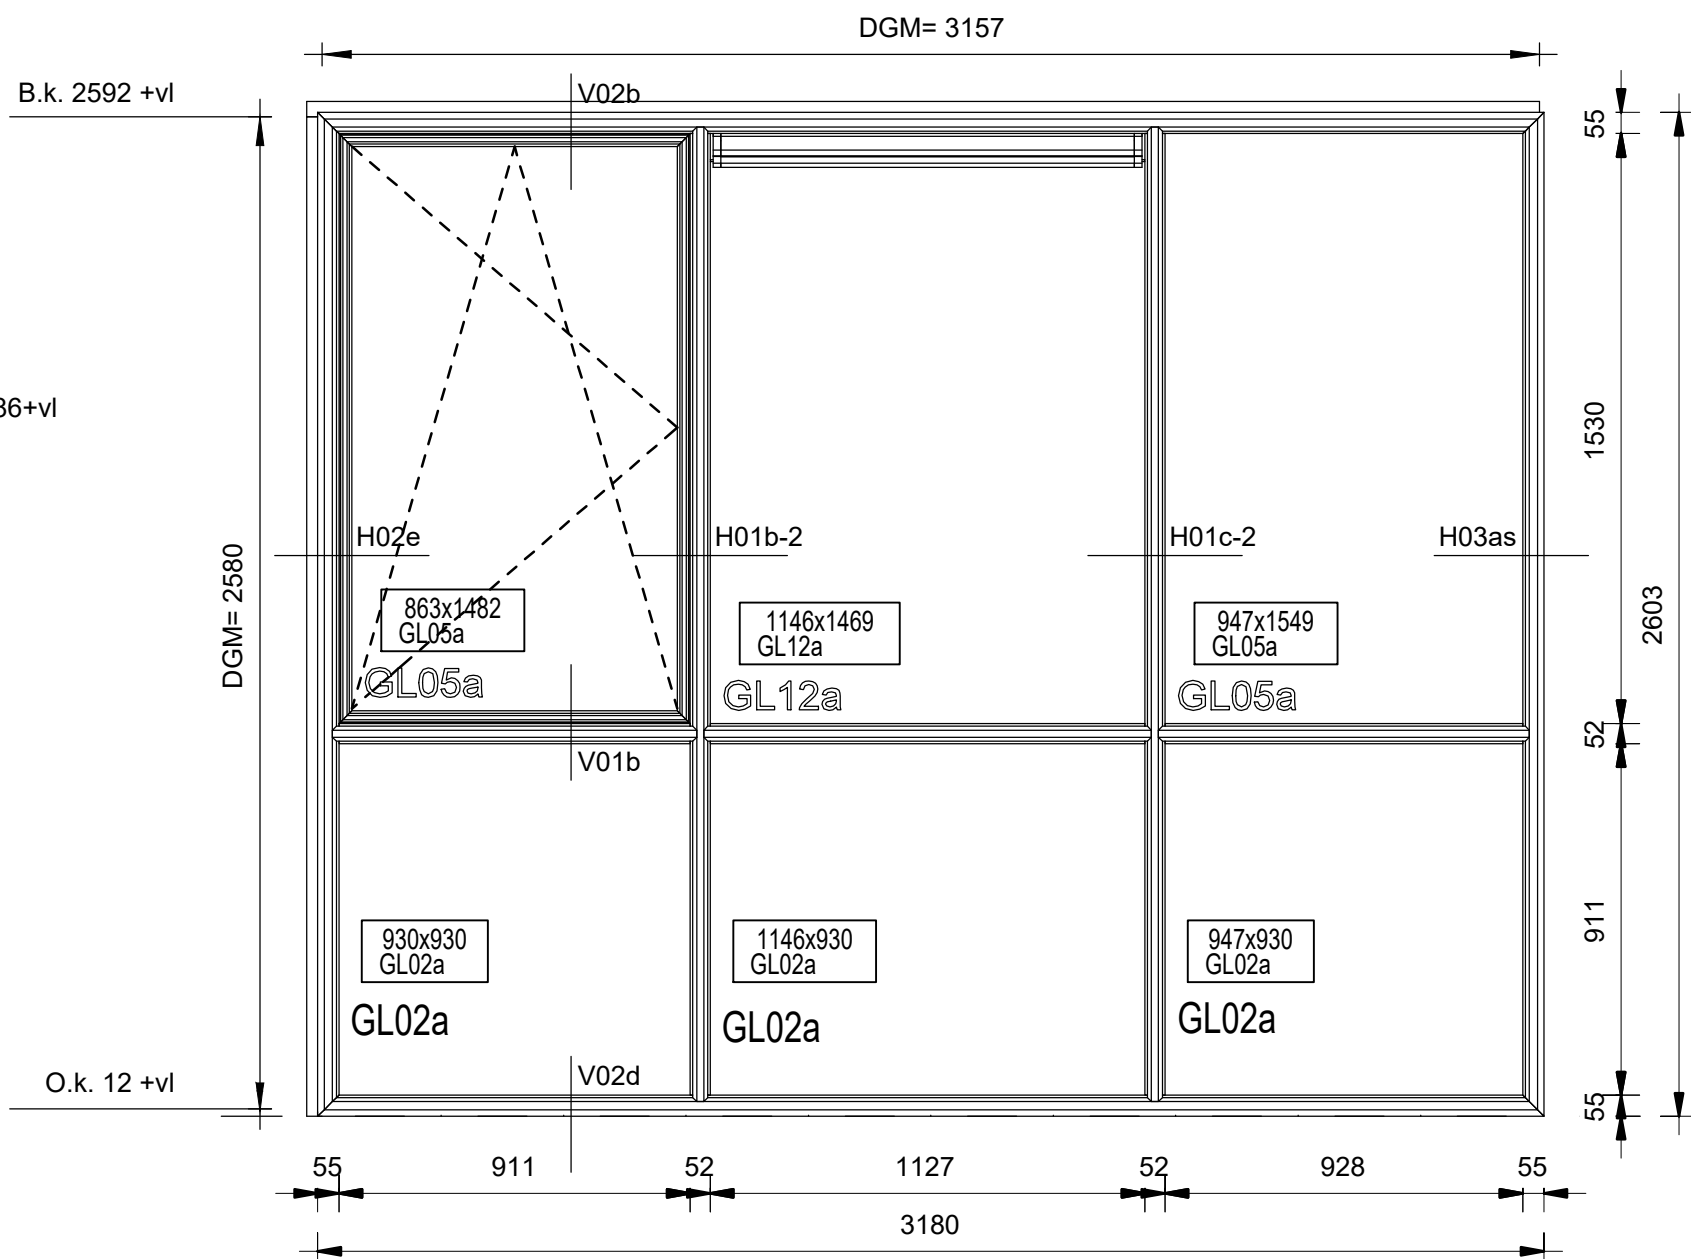 DGM= 3157
B.k. 2592 +vl
V02b
55
36+vl
1530
H02e
H01b-2
H01c-2
H03as
DGM= 2580
2603
863x1482
GL05a
1146x1469
GL12a
947x1549
GL05a
GL05a
GL12a
GL05a
52
V01b
911
930x930
GL02a
1146x930
GL02a
947x930
GL02a
GL02a
GL02a
GL02a
O.k. 12 +vl
V02d
55
55
911
52
1127
52
928
55
3180